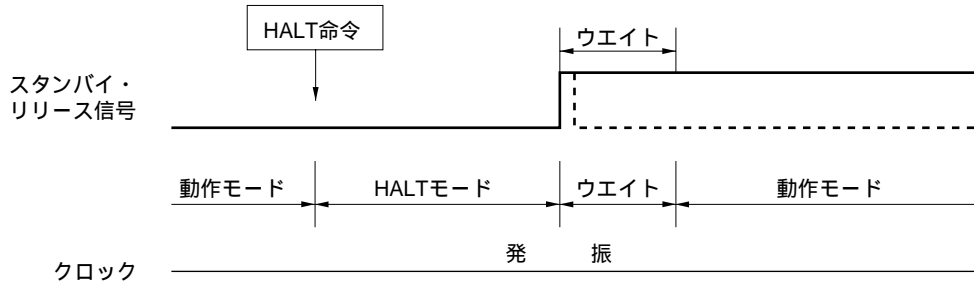 HALT命令
ウエイト
スタンバイ・
リリース信号
動作モード HALTモード ウエイト 動作モード
発 振
クロック